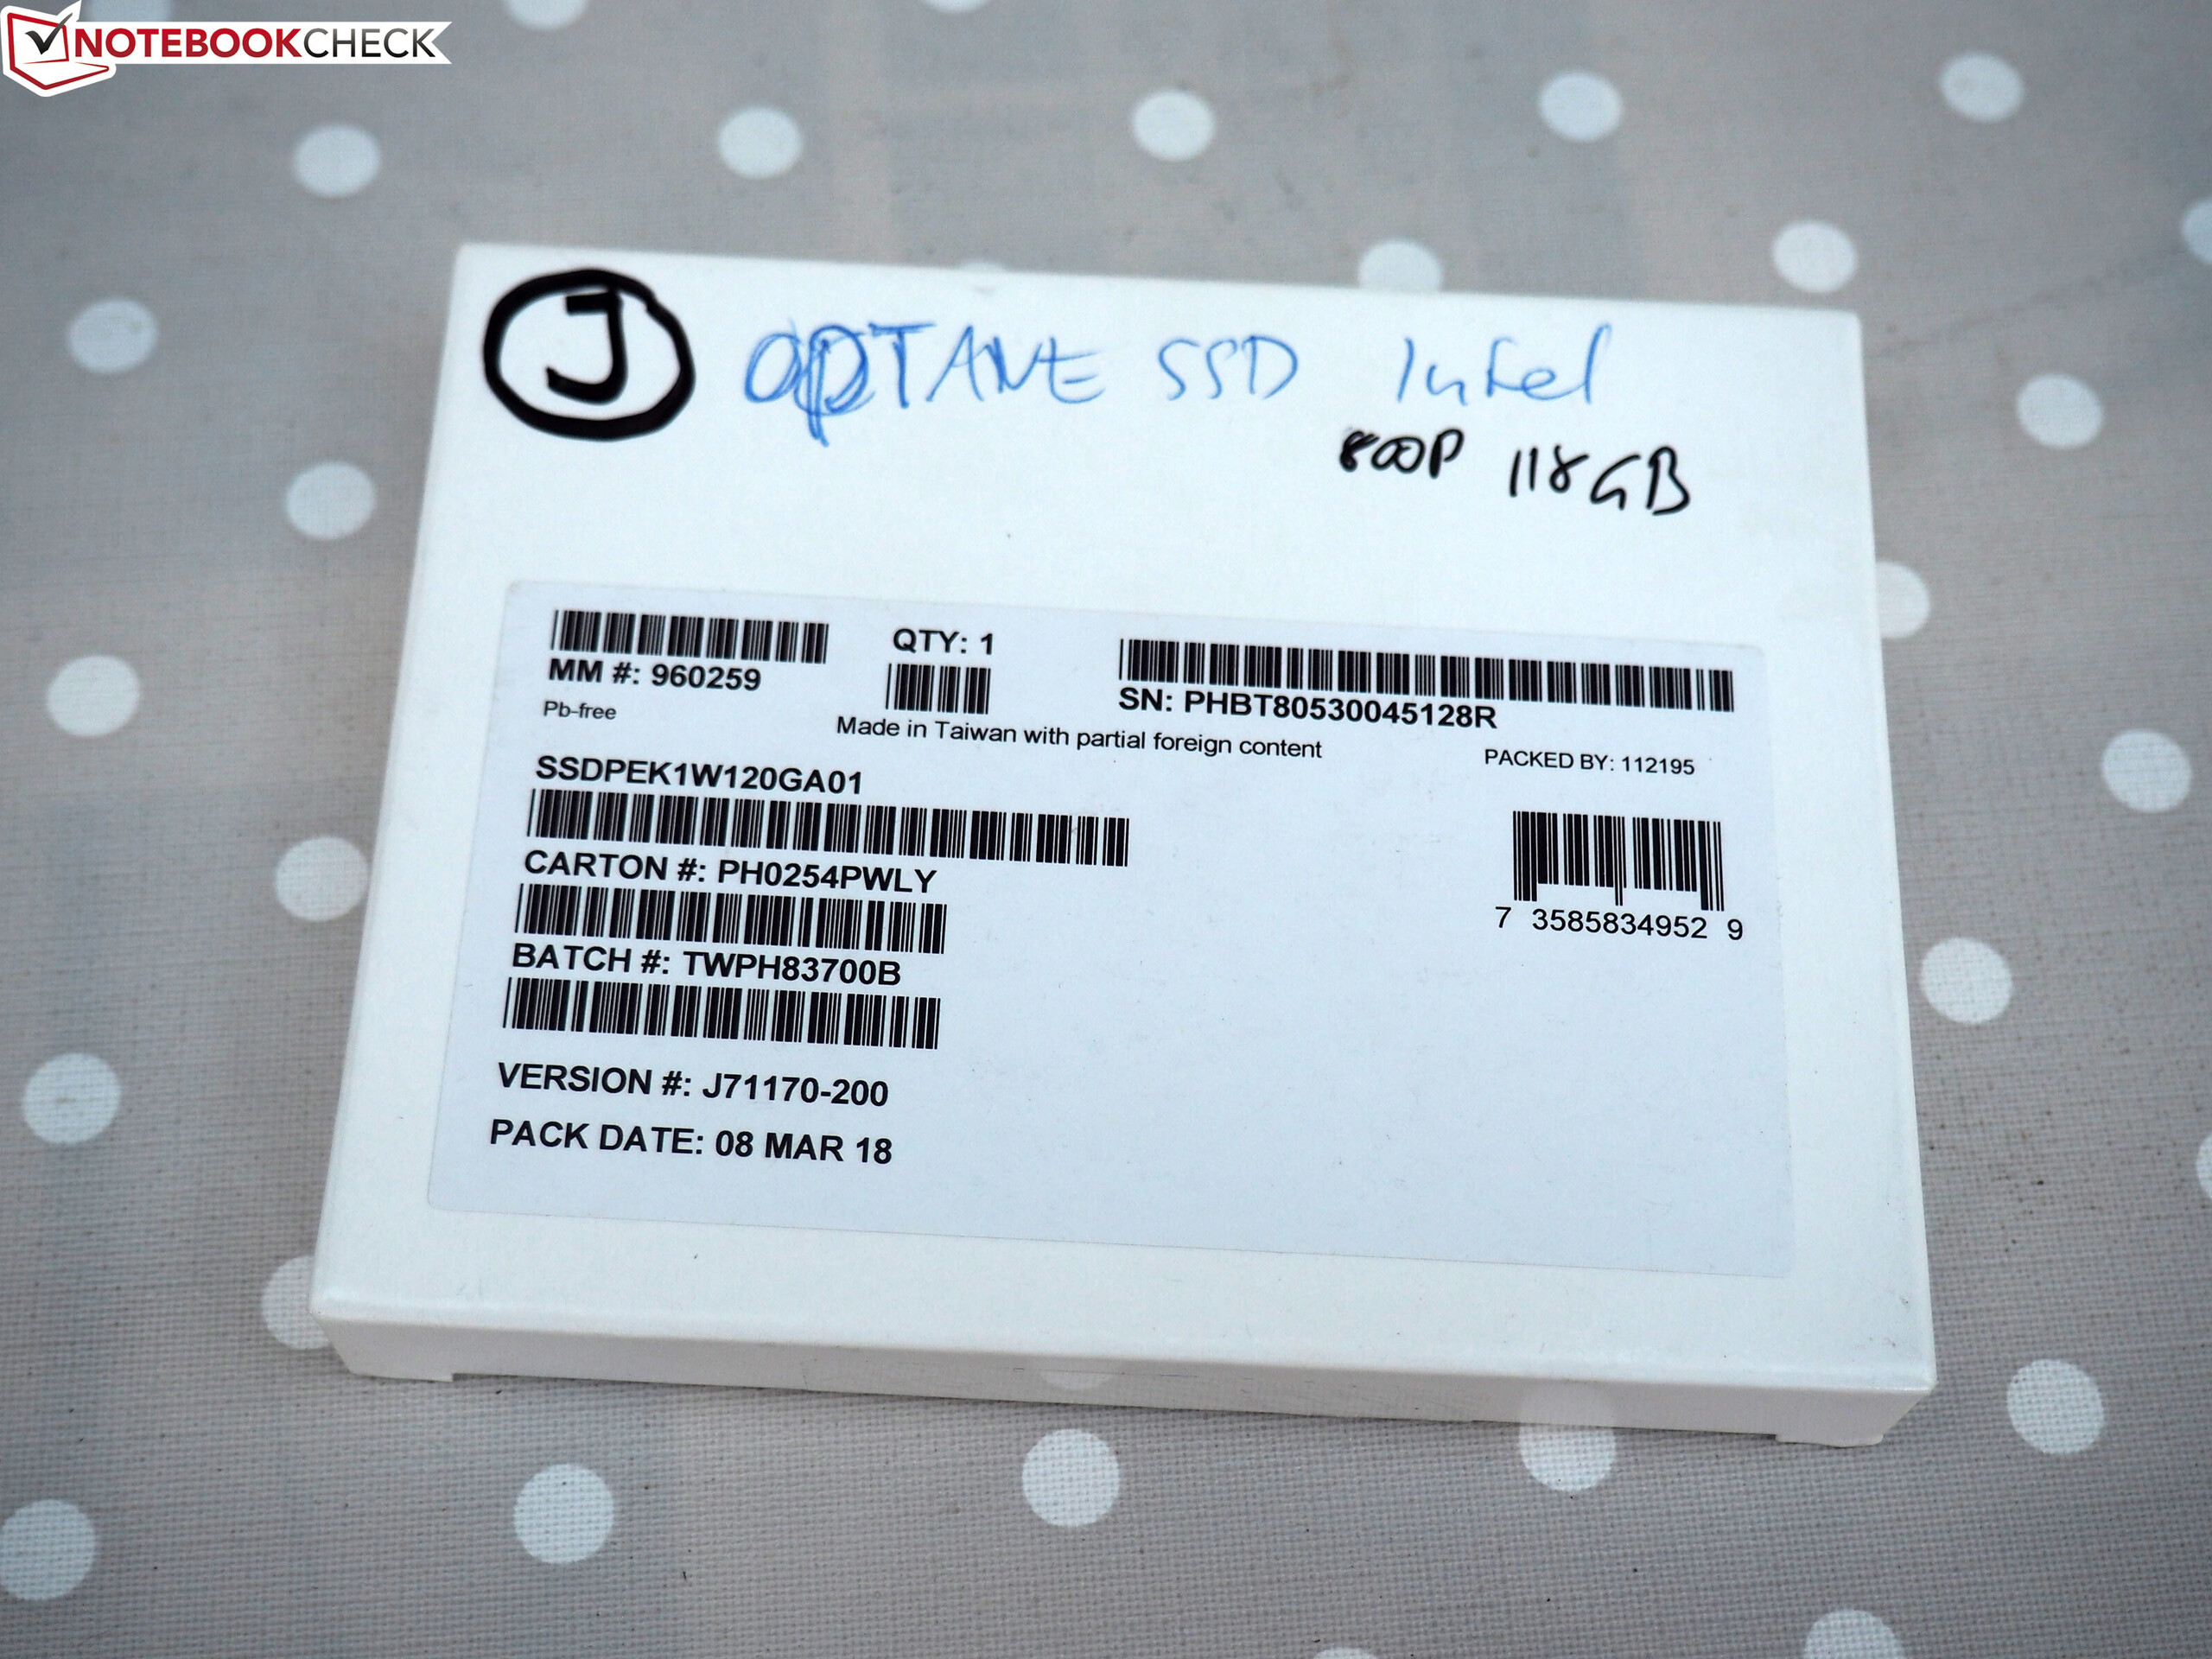 NOTEBOOKCHECK
J
OPTANE SSD Intel
800P 118GB
MM #: 960259
QTY: 1
SN: PHBT80530045128R
Pb-free
Made in Taiwan with partial foreign content
PACKED BY: 112195
SSDPEK1W120GA01
CARTON #: PH0254PWLY
7 3585834952 9
BATCH #: TWPH83700B
VERSION #: J71170-200
PACK DATE: 08 MAR 18